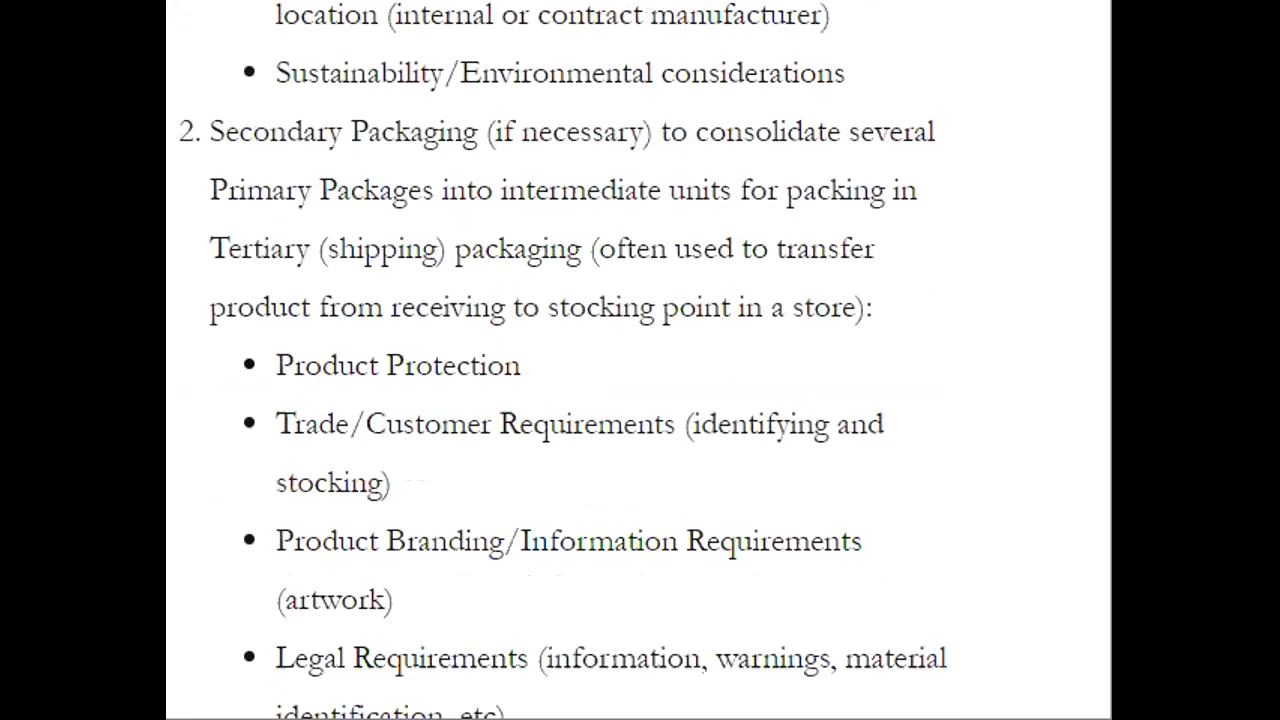 location (internal or contract manufacturer)
• Sustainability/Environmental considerations
2. Secondary Packaging (if necessary) to consolidate several
Primary Packages into intermediate units for packing in
Tertiary (shipping) packaging (often used to transfer
product from receiving to stocking point in a store):
• Product Protection
• Trade/Customer Requirements (identifying and
stocking)
• Product Branding/Information Requirements
(artwork)
• Legal Requirements (information, warnings, material
identification, etc)